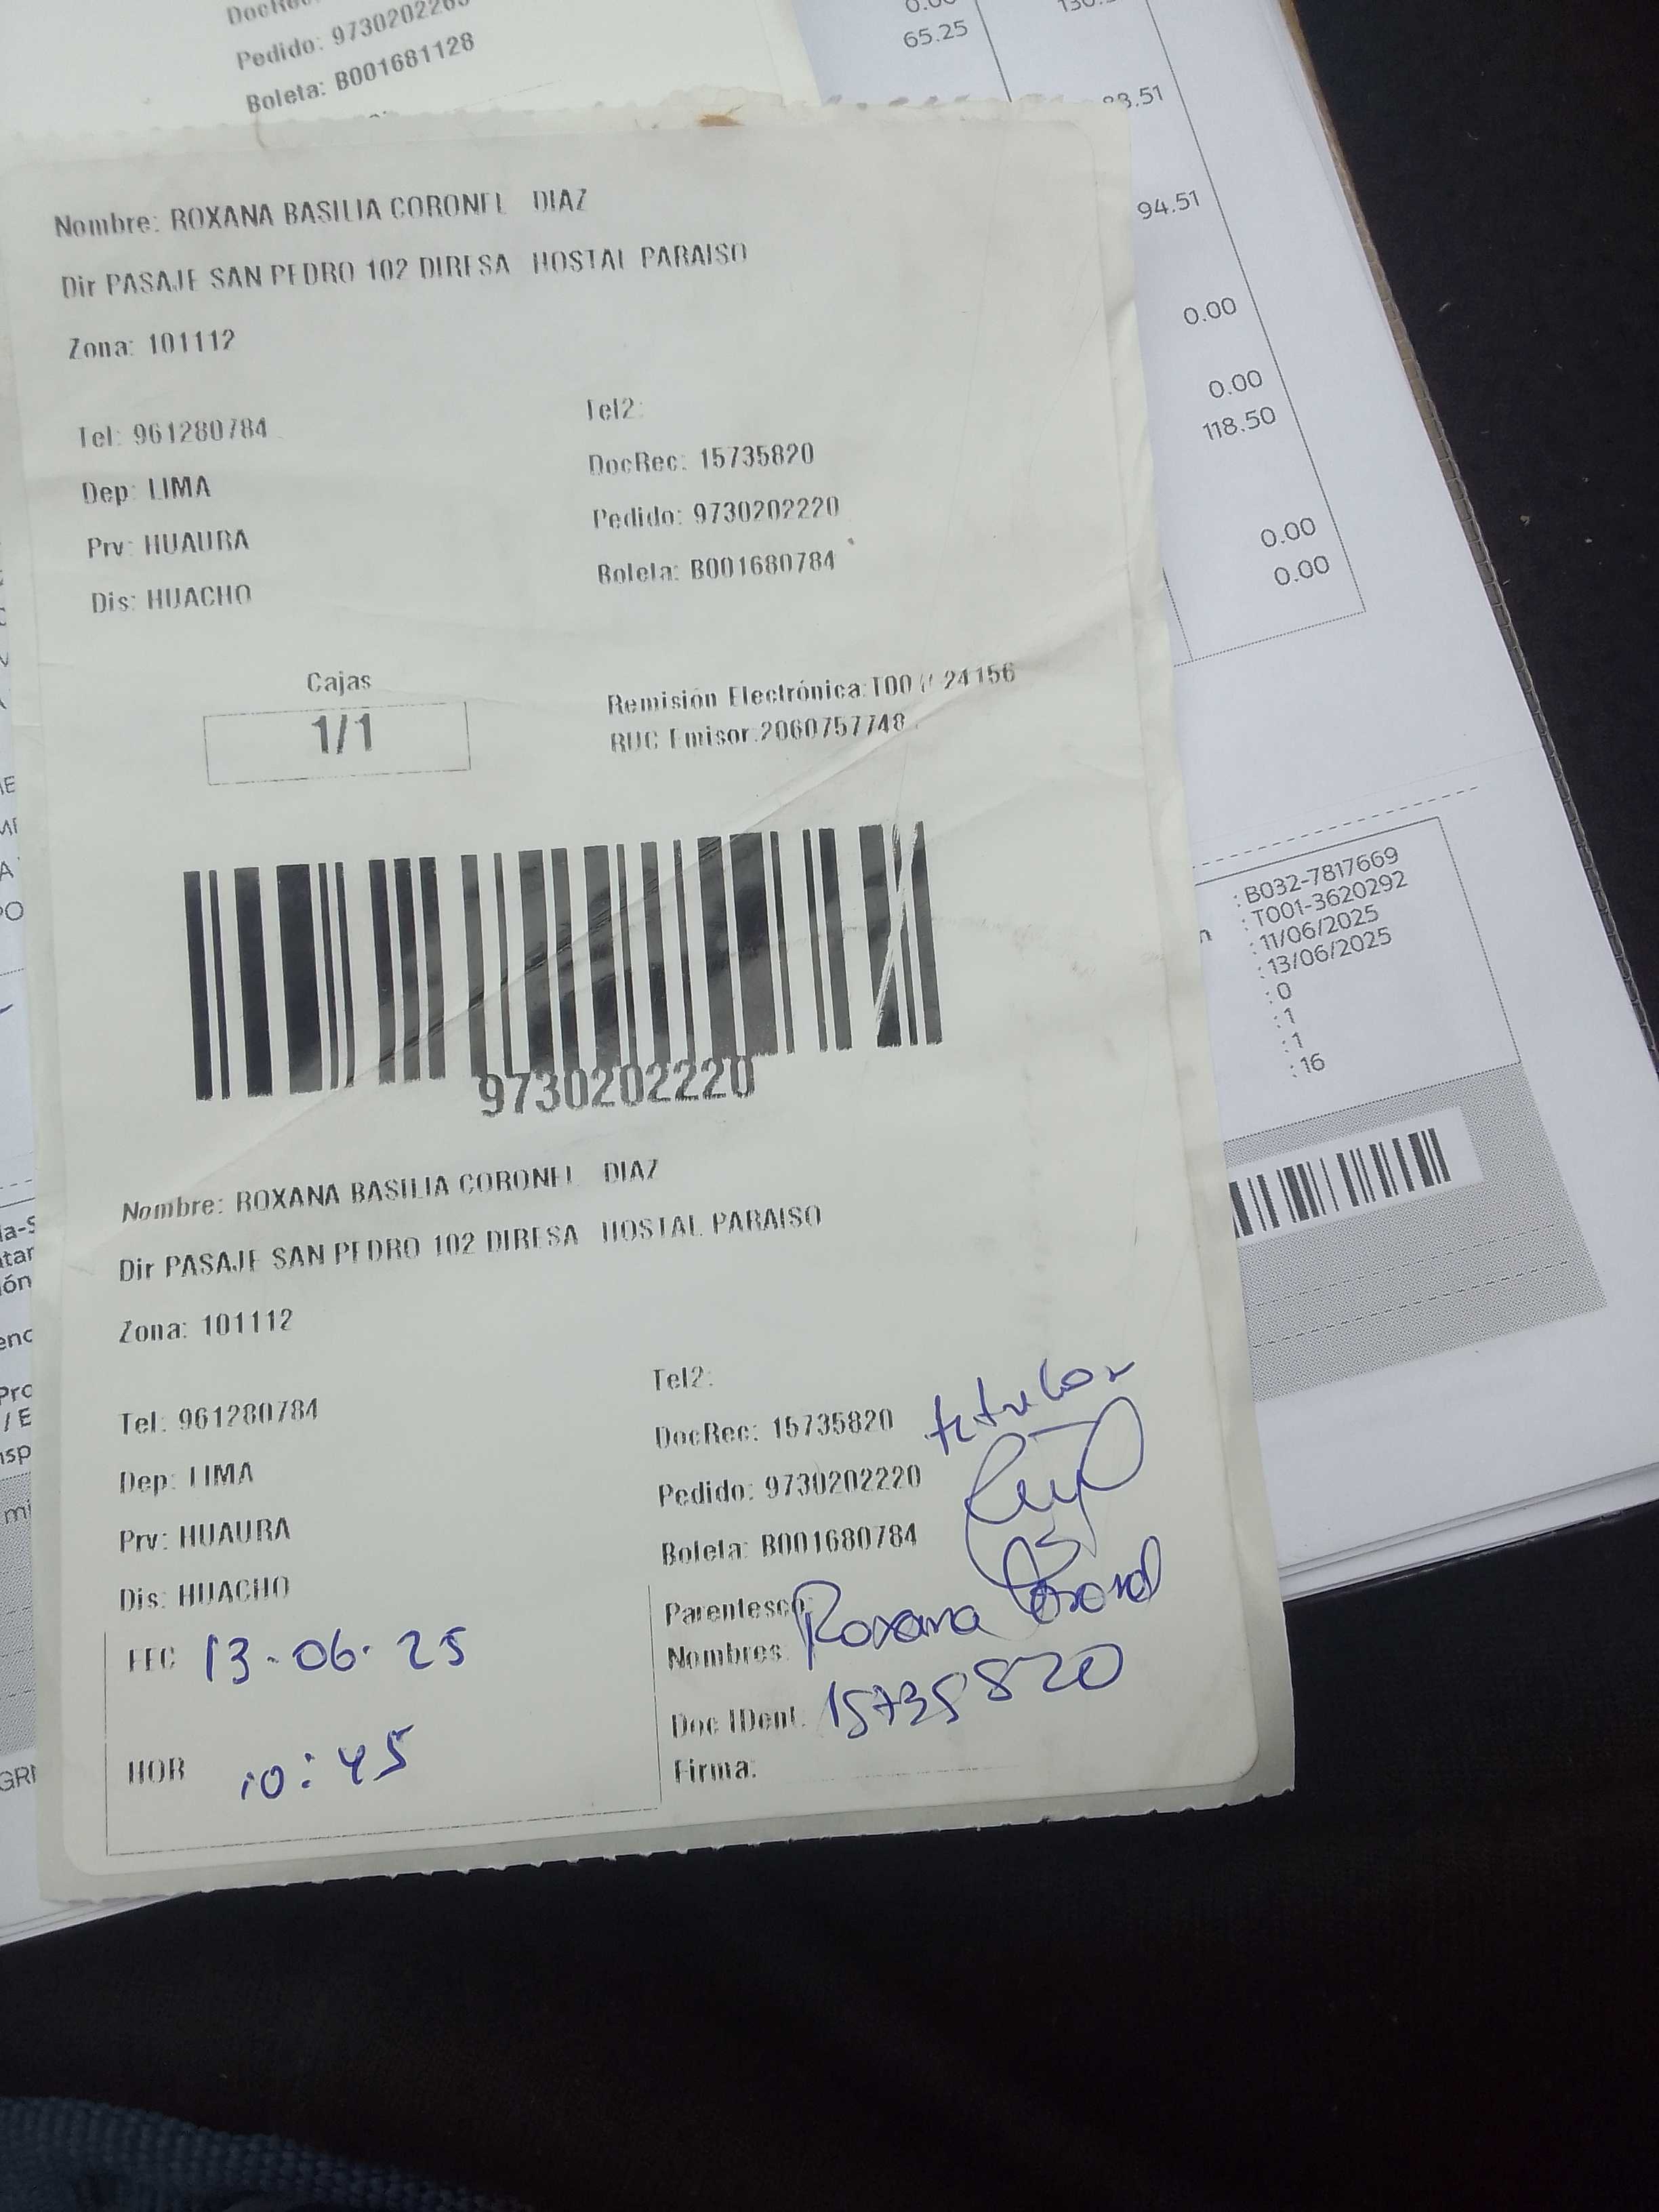 Pedido: 9730202265
Boleta: B001681128
0.00
65.25
94.51
0.00
0.00
118.50
0.00
0.00
Nombre: ROXANA BASILIA CORONEL DIAZ
Dir PASAJE SAN PEDRO 102 DIRESA HOSTAL PARAISO
Zona: 101112
Tel: 961280784
Tel2:
Dep: LIMA
DocRec: 15735820
Prv: HUAURA
Pedido: 9730202220
Dis: HUACHO
Boleta: B001680784
Cajas
1/1
Remisión Electrónica:T00 24156
RUC Emisor:2060757748
9730202220
: B032-7817669
: T001-3620292
: 11/06/2025
: 13/06/2025
: 0
: 1
: 1
: 16
Nombre: ROXANA BASILIA CORONEL DIAZ
Dir PASAJE SAN PEDRO 102 DIRESA HOSTAL PARAISO
Zona: 101112
Tel: 961280784
Tel2:
Dep: LIMA
DocRec: 15735820 titular
Prv: HUAURA
Pedido: 9730202220
Dis: HUACHO
Boleta: B001680784
FEC 13-06-25
Parentesco:
Nombres: Roxana Coronel
HOR 10:45
Doc IDent: 15735820
Firma: